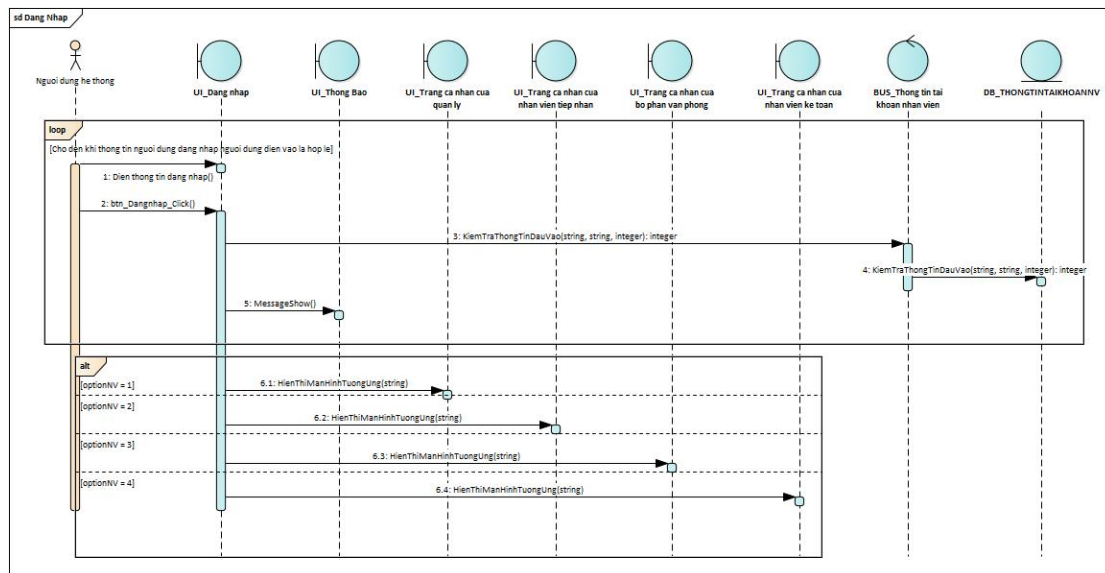 sd Dang Nhap
Nguoi dung he thong
UI_Dang nhap
UI_Thong Bao
UI_Trang ca nhan cua
quan ly
UI_Trang ca nhan cua
nhan vien tiep nhan
UI_Trang ca nhan cua
bo phan van phong
UI_Trang ca nhan cua
nhan vien ke toan
BUS_Thong tin tai
khoan nhan vien
DB_THONGTINTAIKHOANNV
loop
[Cho den khi thong tin nguoi dung dang nhap nguoi dung dien vao la hop le]
1: Dien thong tin dang nhap()
2: btn_Dangnhap_Click()
3: KiemTraThongTinDauVao(string, string, integer): integer
4: KiemTraThongTinDauVao(string, string, integer): integer
5: MessageShow()
alt
[optionNV = 1]
6.1: HienThiManHinhTuongUng(string)
[optionNV = 2]
6.2: HienThiManHinhTuongUng(string)
[optionNV = 3]
6.3: HienThiManHinhTuongUng(string)
[optionNV = 4]
6.4: HienThiManHinhTuongUng(string)